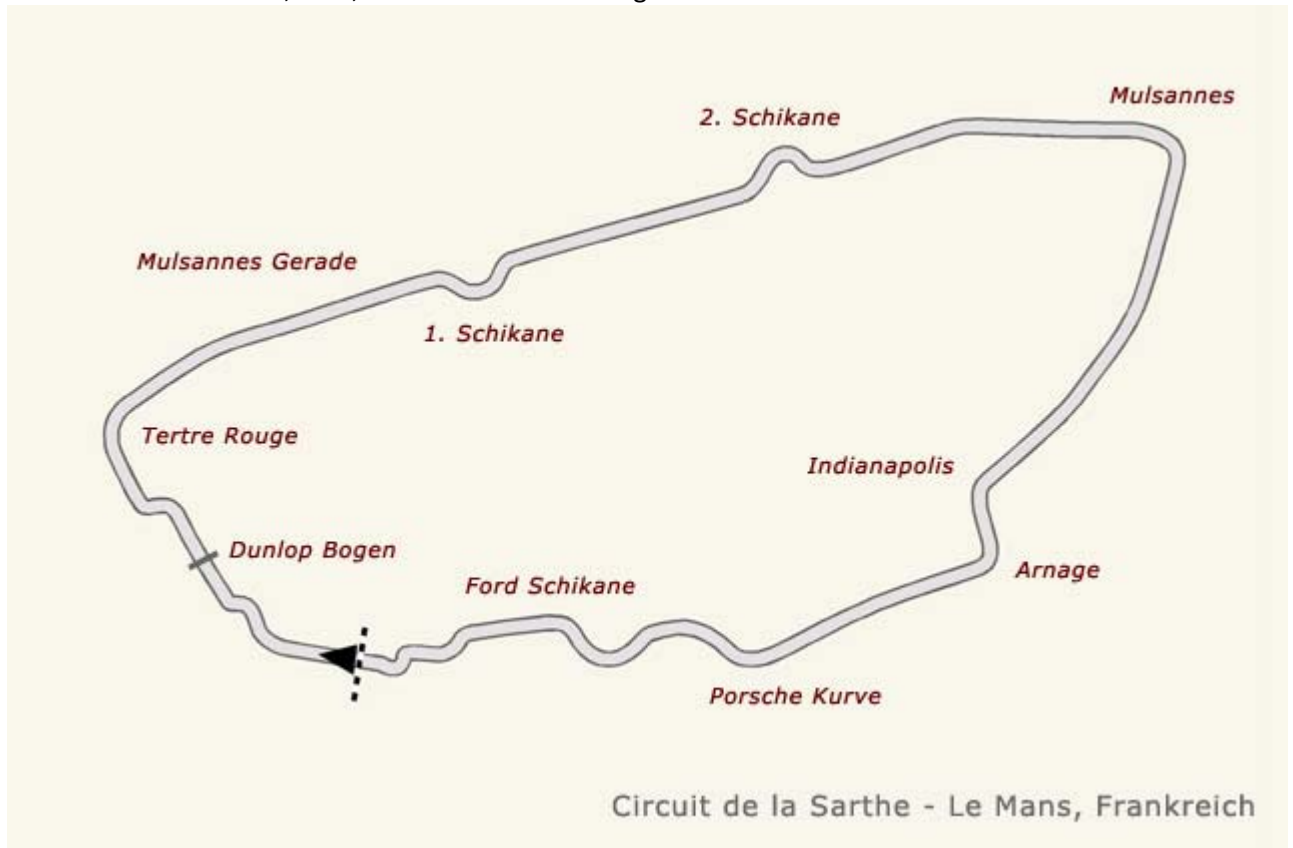 Mulsannes
2. Schikane
Mulsannes Gerade
1. Schikane
Tertre Rouge
Indianapolis
Dunlop Bogen
Arnage
Ford Schikane
Porsche Kurve
Circuit de la Sarthe - Le Mans, Frankreich